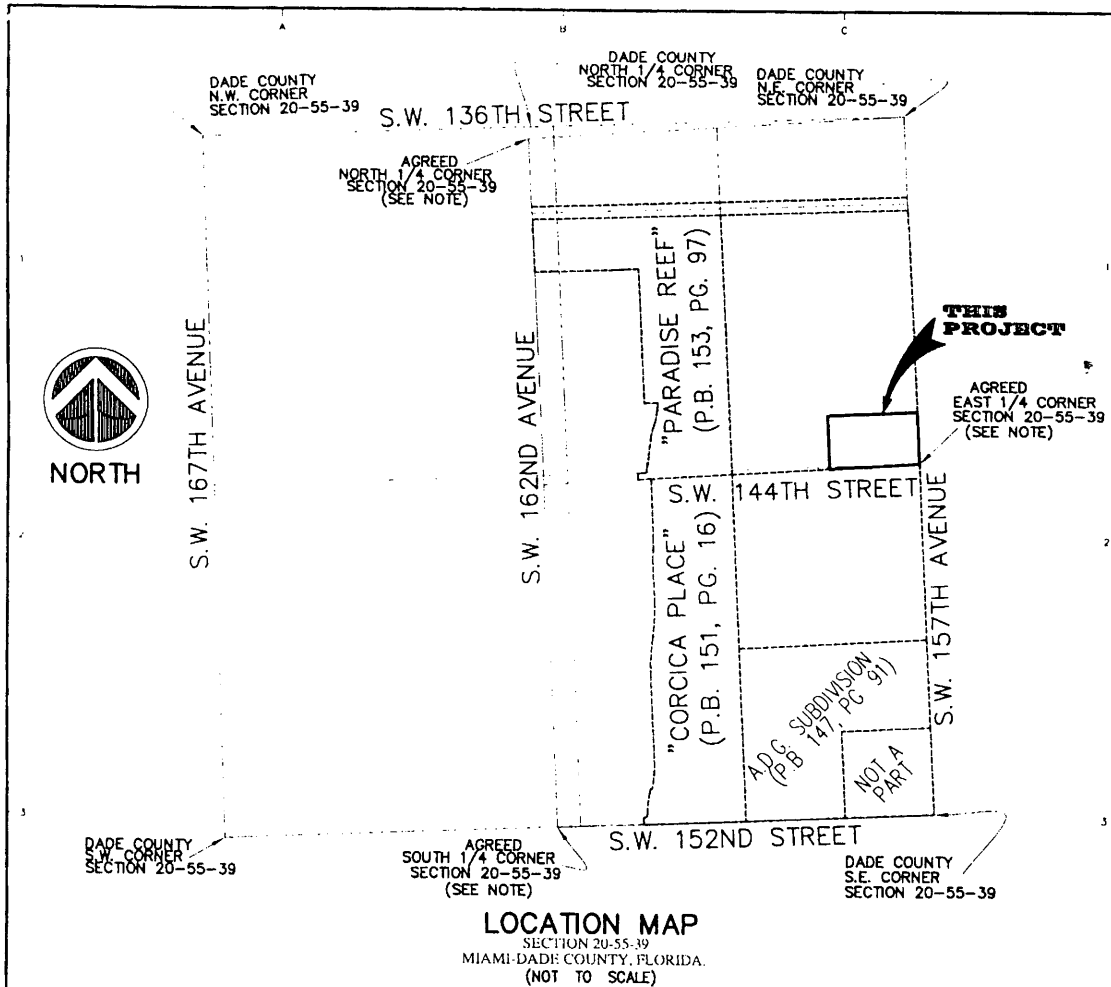 A
B
C
DADE COUNTY
N.W. CORNER
SECTION 20-55-39
DADE COUNTY
NORTH 1/4 CORNER
SECTION 20-55-39
DADE COUNTY
N.E. CORNER
SECTION 20-55-39
S.W. 136TH STREET
AGREED
NORTH 1/4 CORNER
SECTION 20-55-39
(SEE NOTE)
1
1
S.W. 167TH AVENUE
S.W. 162ND AVENUE
"PARADISE REEF"
(P.B. 153, PG. 97)
THIS
PROJECT
AGREED
EAST 1/4 CORNER
SECTION 20-55-39
(SEE NOTE)
NORTH
S.W. 144TH STREET
2
2
"CORCICA PLACE"
(P.B. 151, PG. 16)
S.W. 157TH AVENUE
A.D.G. SUBDIVISION
(P.B 147, PG 91)
NOT A
PART
3
3
S.W. 152ND STREET
DADE COUNTY
S.W. CORNER
SECTION 20-55-39
AGREED
SOUTH 1/4 CORNER
SECTION 20-55-39
(SEE NOTE)
DADE COUNTY
S.E. CORNER
SECTION 20-55-39
LOCATION MAP
SECTION 20-55-39
MIAMI-DADE COUNTY, FLORIDA.
(NOT TO SCALE)